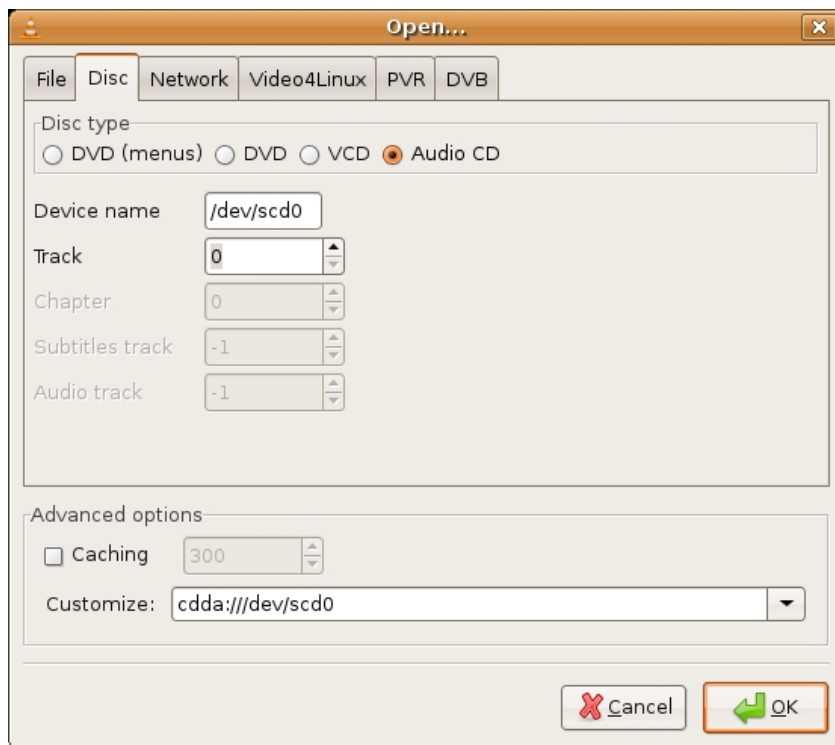 Open...
File Disc Network Video4Linux PVR DVB
Disc type
DVD (menus) DVD VCD Audio CD
Device name /dev/scd0
Track 0
Chapter 0
Subtitles track -1
Audio track -1
Advanced options
Caching 300
Customize: cdda:///dev/scd0
Cancel OK